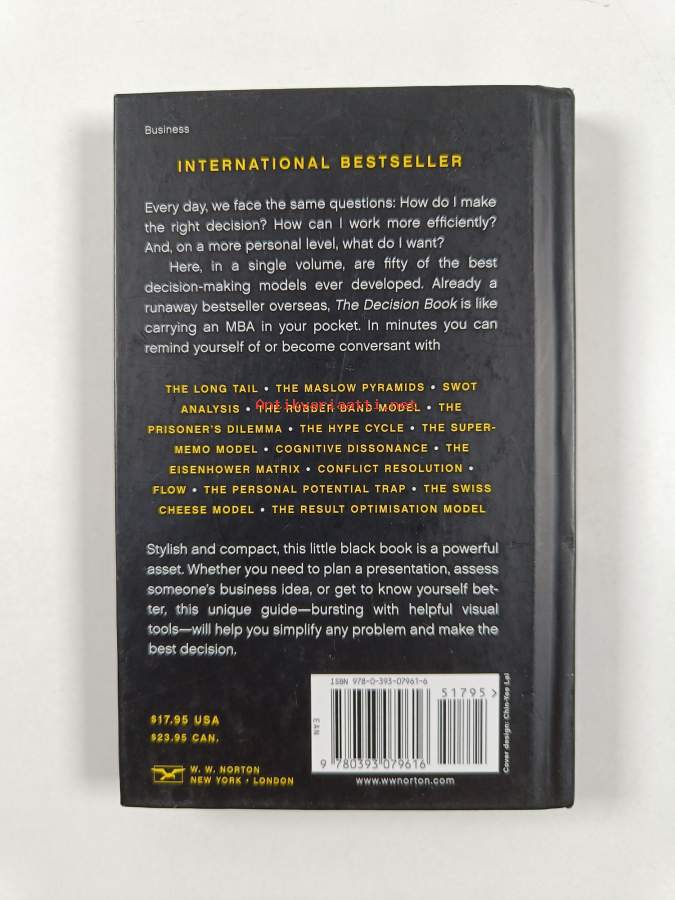 Business
INTERNATIONAL BESTSELLER
Every day, we face the same questions: How do I make
the right decision? How can I work more efficiently?
And, on a more personal level, what do I want?
Here, in a single volume, are fifty of the best
decision-making models ever developed. Already a
runaway bestseller overseas, The Decision Book is like
carrying an MBA in your pocket. In minutes you can
remind yourself of or become conversant with
THE LONG TAIL • THE MASLOW PYRAMIDS • SWOT
ANALYSIS • THE RUBBER BAND MODEL • THE
Antikvariaatti.net
PRISONER'S DILEMMA • THE HYPE CYCLE • THE SUPER-
MEMO MODEL • COGNITIVE DISSONANCE • THE
EISENHOWER MATRIX • CONFLICT RESOLUTION •
FLOW • THE PERSONAL POTENTIAL TRAP • THE SWISS
CHEESE MODEL • THE RESULT OPTIMISATION MODEL
Stylish and compact, this little black book is a powerful
asset. Whether you need to plan a presentation, assess
someone's business idea, or get to know yourself bet-
ter, this unique guide—bursting with helpful visual
tools—will help you simplify any problem and make the
best decision.
ISBN 978-0-393-07961-6
51795>
EAN
9 780393 079616
www.wwnorton.com
$17.95 USA
$23.95 CAN.
W. W. NORTON
NEW YORK • LONDON
Cover design: Chin-Yee Lai